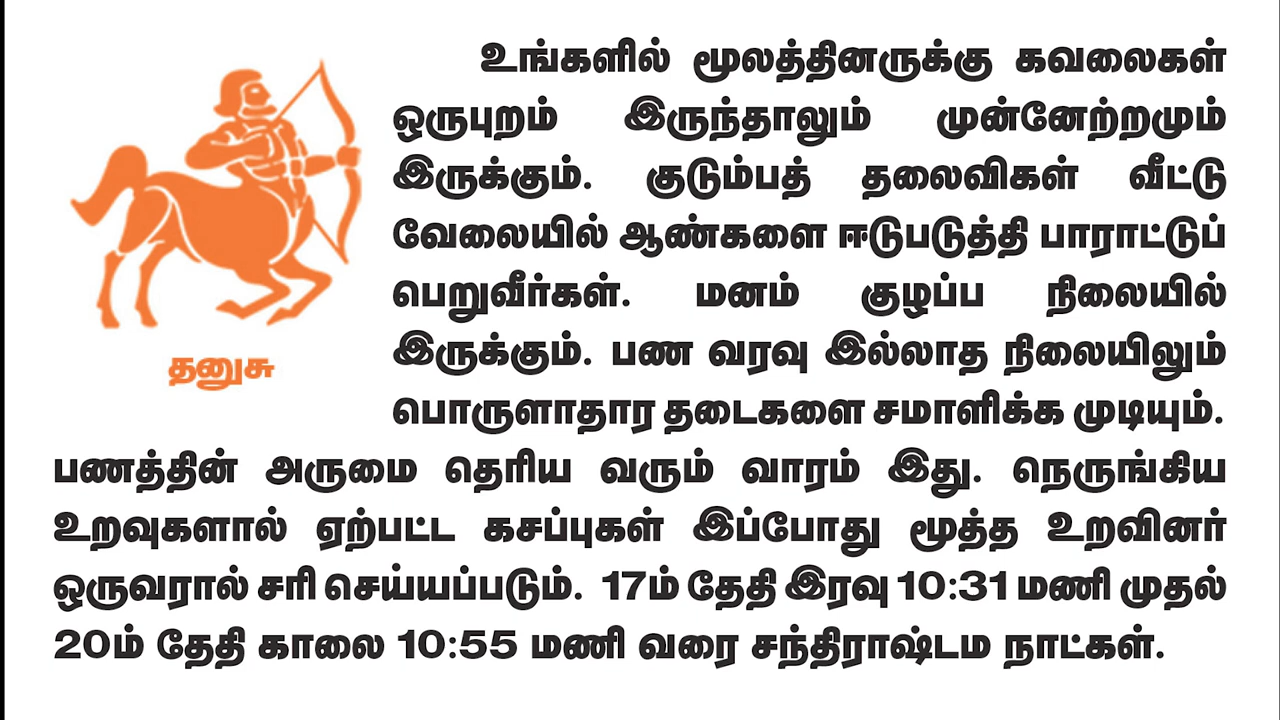 உங்களில் மூலத்தினருக்கு கவலைகள்
ஒருபுறம் இருந்தாலும் முன்னேற்றமும்
இருக்கும். குடும்பத் தலைவிகள் வீட்டு
வேலையில் ஆண்களை ஈடுபடுத்தி பாராட்டுப்
பெறுவீர்கள். மனம் குழப்ப நிலையில்
இருக்கும். பண வரவு இல்லாத நிலையிலும்
பொருளாதார தடைகளை சமாளிக்க முடியும்.
தனுசு
பணத்தின் அருமை தெரிய வரும் வாரம் இது. நெருங்கிய
உறவுகளால் ஏற்பட்ட கசப்புகள் இப்போது மூத்த உறவினர்
ஒருவரால் சரி செய்யப்படும். 17ம் தேதி இரவு 10:31 மணி முதல்
20ம் தேதி காலை 10:55 மணி வரை சந்திராஷ்டம நாட்கள்.